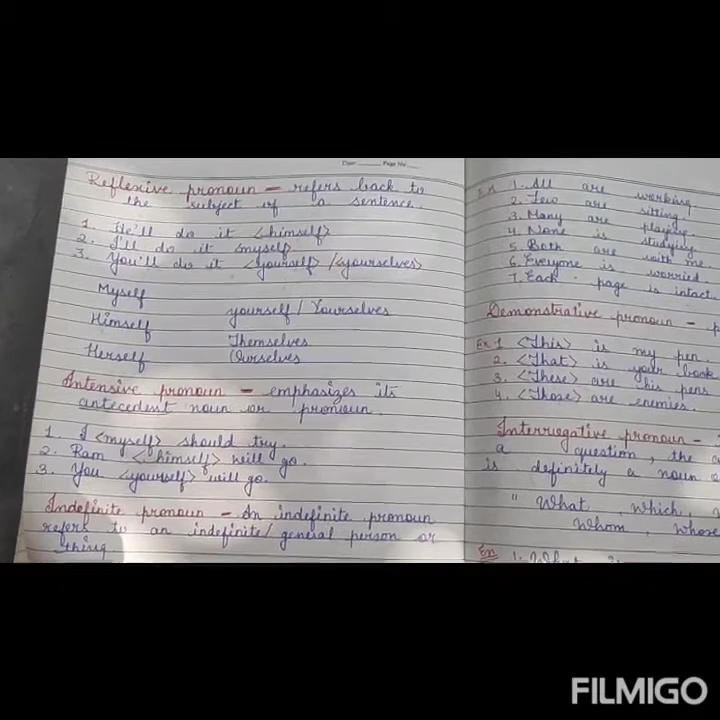 Date: Page No.
Reflexive pronoun – refers back to
the subject of a sentence.
1. He'll do it <himself>
2. I'll do it <myself>
3. You'll do it <yourself> / <yourselves>
Myself
Himself
Herself
yourself / Yourselves
Themselves
Ourselves
Intensive pronoun – emphasizes its
antecedent noun or pronoun.
1. I <myself> should try.
2. Ram <himself> will go.
3. You <yourself> will go.
Indefinite pronoun – An indefinite pronoun
refers to an indefinite/ general person or
thing
Ex 1. All are working
2. Few are sitting.
3. Many are playing.
4. None is studying
5. Both are with me.
6. Everyone is worried.
7. Each page is intact.
Demonstrative pronoun –
Ex 1 <This> is my pen.
2. <That> is your book
3. <These> are his pens
4. <Those> are enemies.
Interrogative pronoun –
a question, the
is definitely a noun
" What, which,
whom, whose
Ex 1. What
FILMIGO